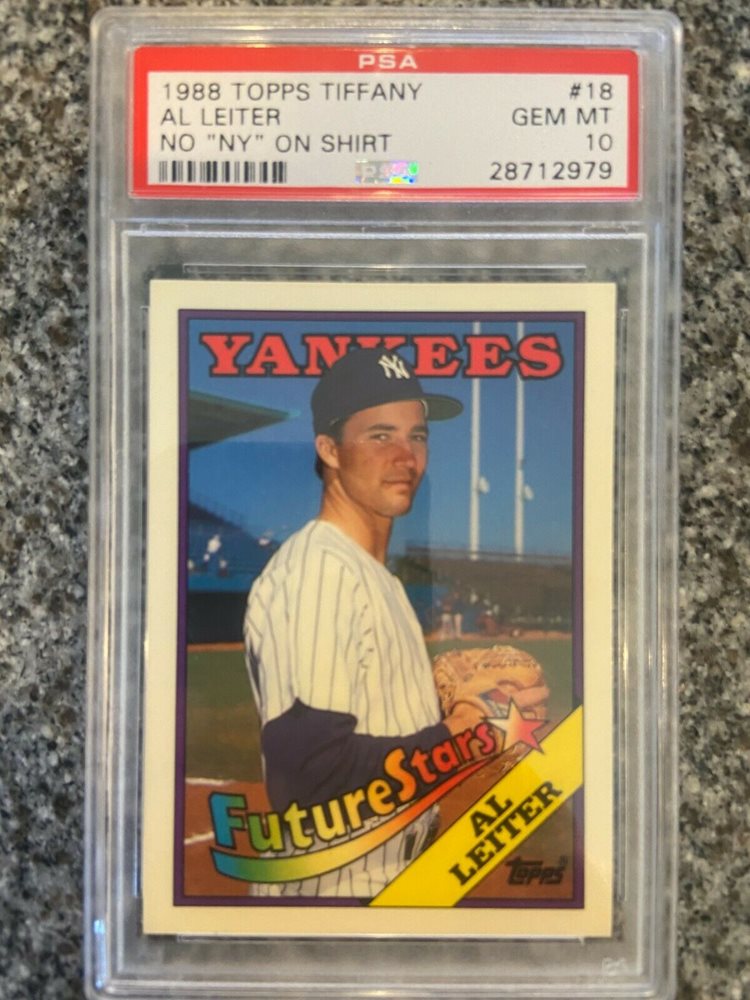 PSA
1988 TOPPS TIFFANY #18
AL LEITER GEM MT
NO "NY" ON SHIRT 10
PSA 28712979
YANKEES
NY
FutureStars
AL
LEITER
Topps®